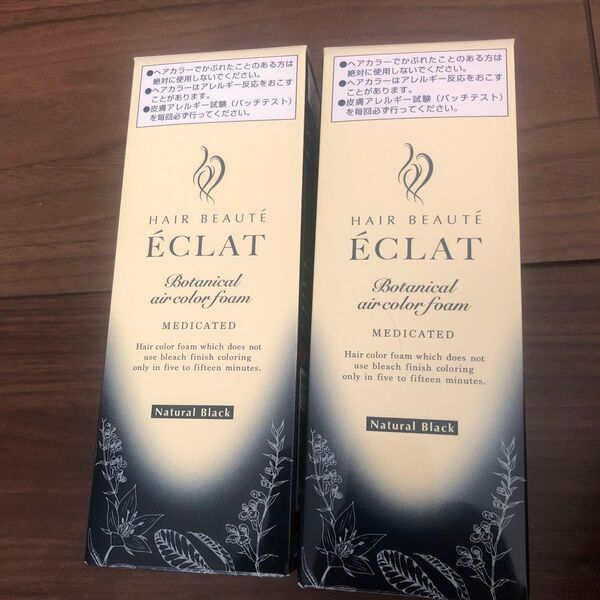 ●ヘアカラーでかぶれたことのある方は
絶対に使用しないでください。
●ヘアカラーはアレルギー反応をおこす
ことがあります。
●皮膚アレルギー試験（パッチテスト）
を毎回必ず行ってください。
HAIR BEAUTÉ
ÉCLAT
Botanical
air color foam
MEDICATED
Hair color foam which does not
use bleach finish coloring
only in five to fifteen minutes.
Natural Black
●ヘアカラーでかぶれたことのある方は
絶対に使用しないでください。
●ヘアカラーはアレルギー反応をおこす
ことがあります。
●皮膚アレルギー試験（パッチテスト）
を毎回必ず行ってください。
HAIR BEAUTÉ
ÉCLAT
Botanical
air color foam
MEDICATED
Hair color foam which does not
use bleach finish coloring
only in five to fifteen minutes.
Natural Black